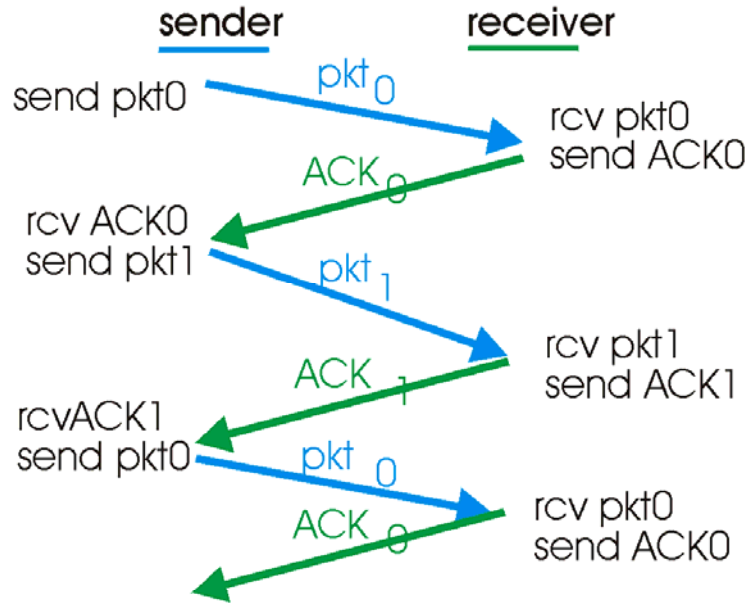 sender
receiver
send pkt0
pkt0
rcv pkt0
send ACK0
ACK0
rcv ACK0
send pkt1
pkt1
rcv pkt1
send ACK1
ACK1
rcvACK1
send pkt0
pkt0
rcv pkt0
send ACK0
ACK0